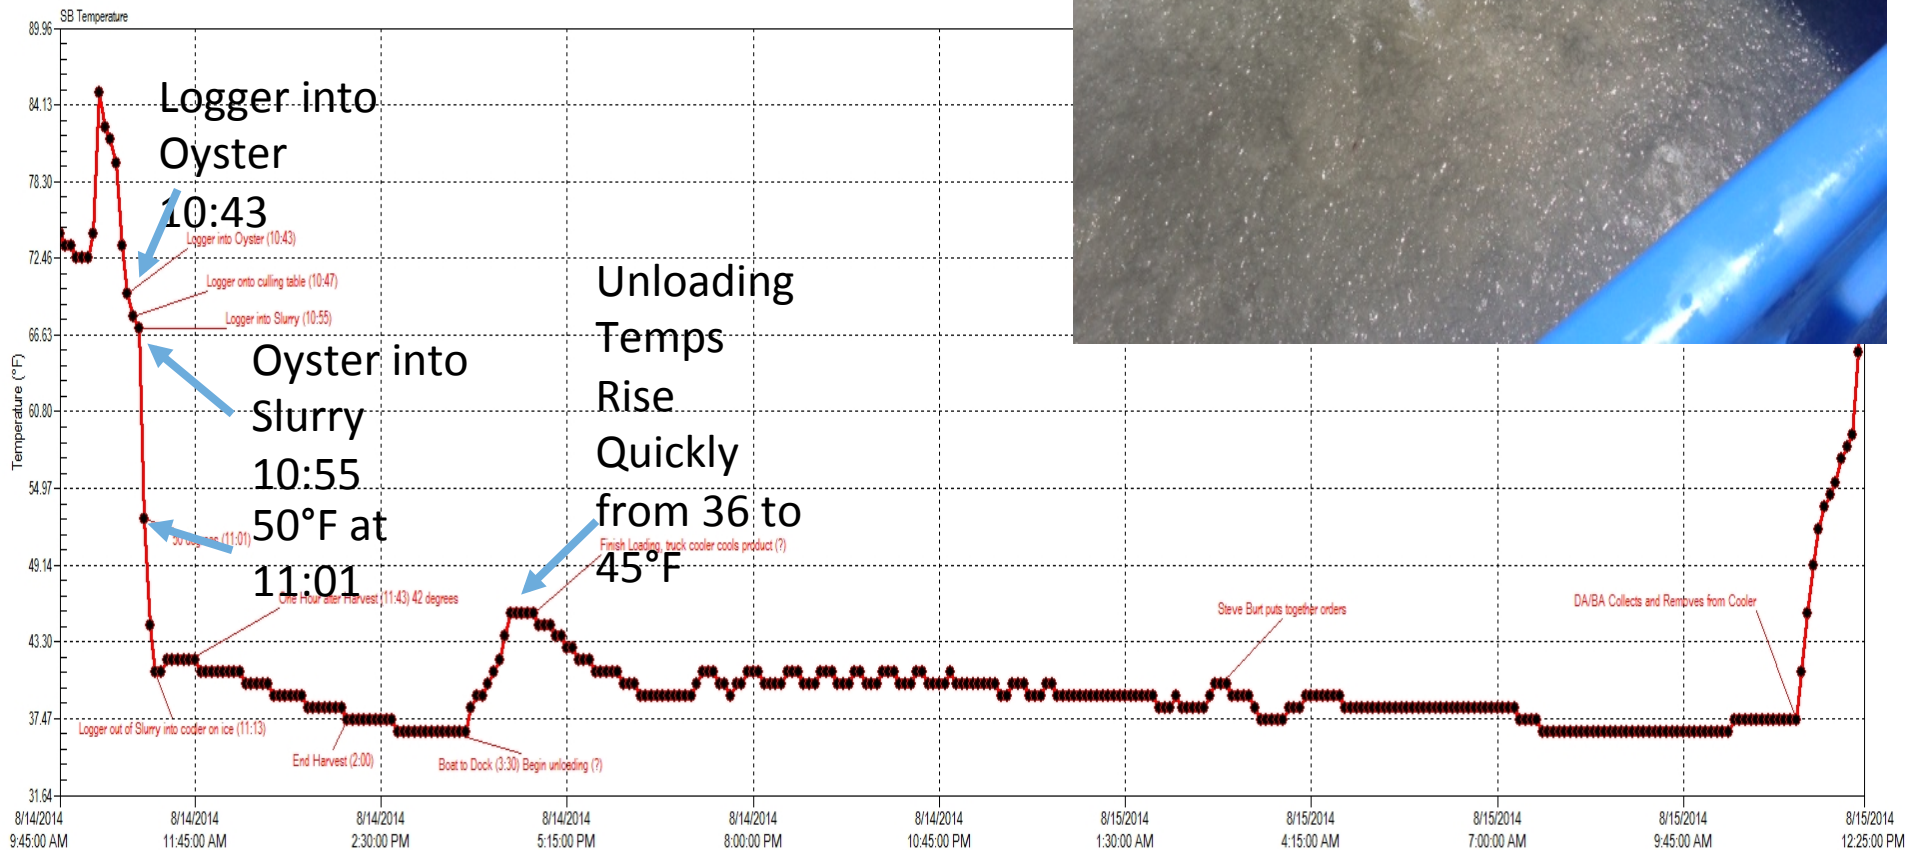 SB Temperature
89.96
84.13
78.30
72.46
66.63
60.80
54.97
49.14
43.30
37.47
31.64
Temperature (°F)
Logger into
Oyster
10:43
Logger into Oyster (10:43)
Logger onto culling table (10:47)
Logger into Slurry (10:55)
Oyster into
Slurry
10:55
50°F at
11:01
50 degrees (11:01)
One Hour after Harvest (11:43) 42 degrees
Unloading
Temps
Rise
Quickly
from 36 to
45°F
Finish Loading, truck cooler cools product (?)
Steve Burt puts together orders
DA/BA Collects and Removes from Cooler
Logger out of Slurry into cooler on ice (11:13)
End Harvest (2:00)
Boat to Dock (3:30) Begin unloading (?)
8/14/2014
9:45:00 AM
8/14/2014
11:45:00 AM
8/14/2014
2:30:00 PM
8/14/2014
5:15:00 PM
8/14/2014
8:00:00 PM
8/14/2014
10:45:00 PM
8/15/2014
1:30:00 AM
8/15/2014
4:15:00 AM
8/15/2014
7:00:00 AM
8/15/2014
9:45:00 AM
8/15/2014
12:25:00 PM